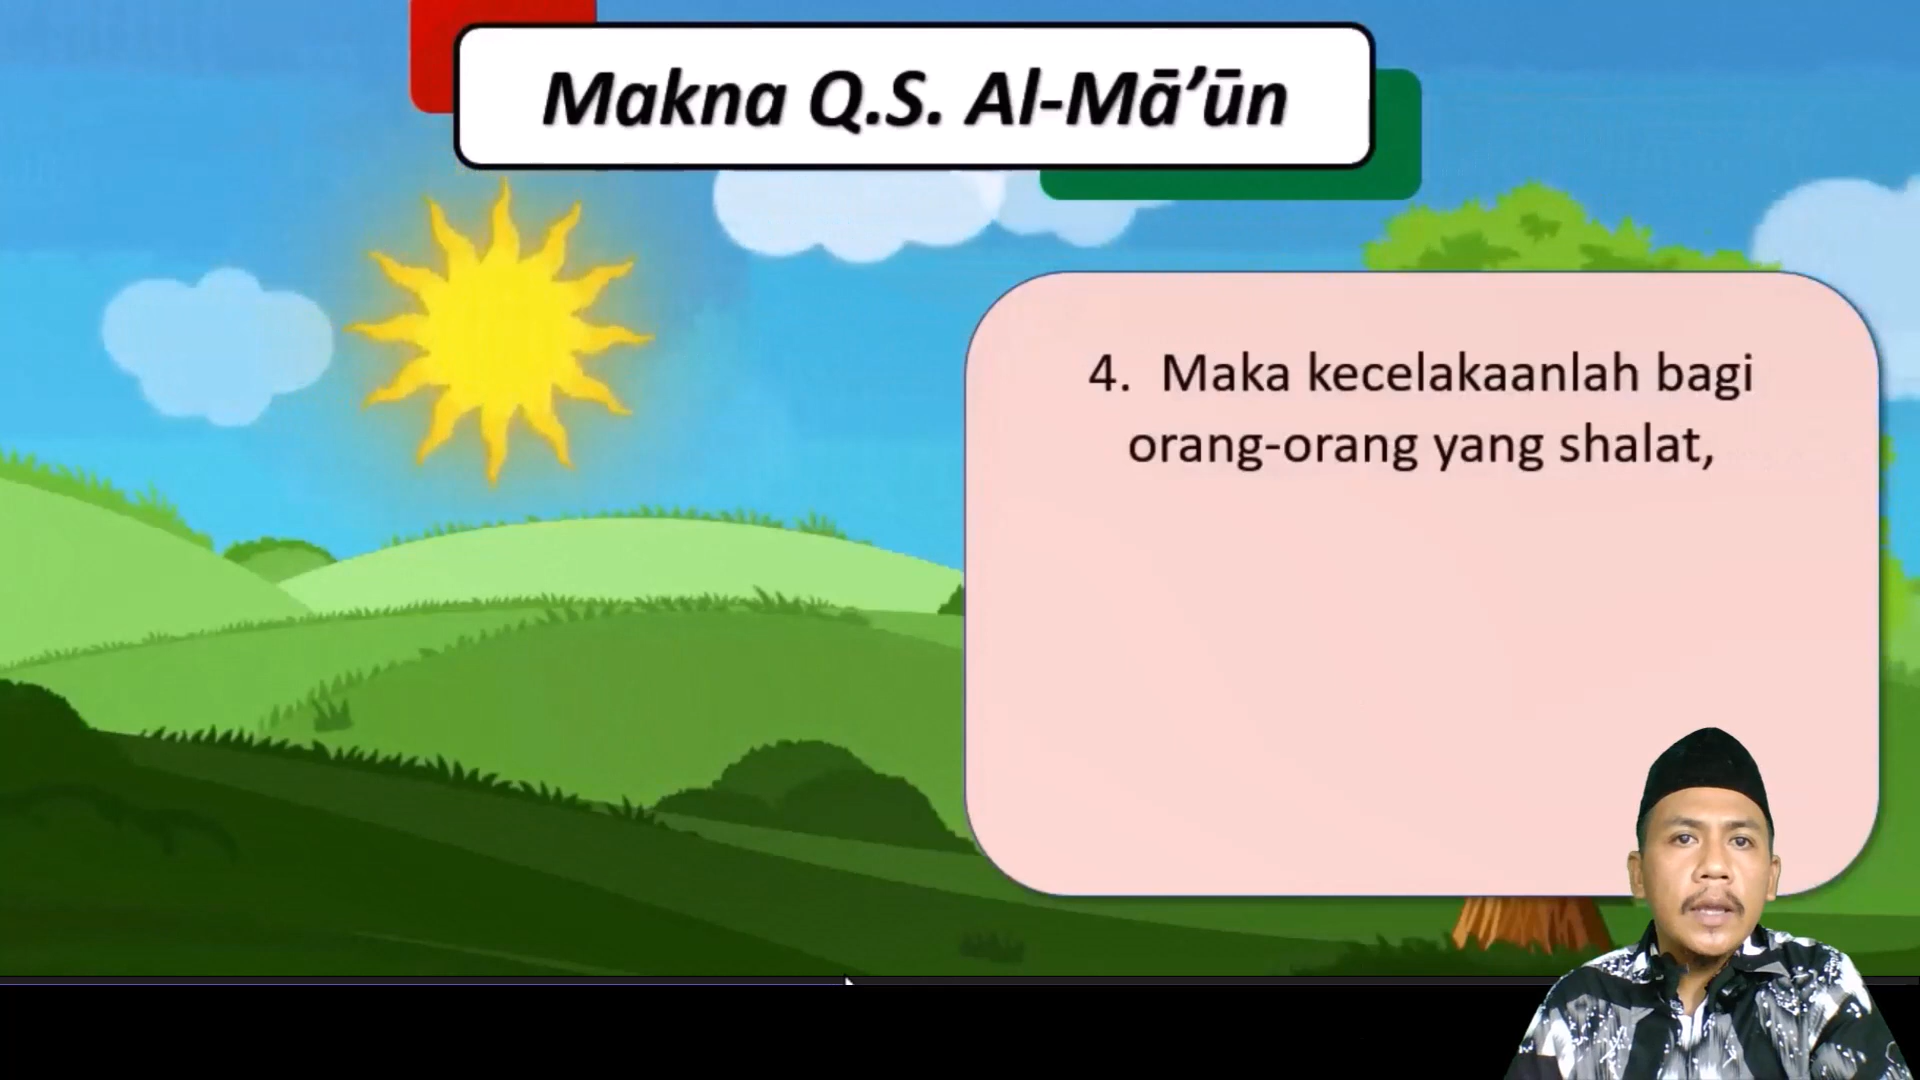 Makna Q.S. Al-Mā’ūn
4. Maka kecelakaanlah bagi
orang-orang yang shalat,